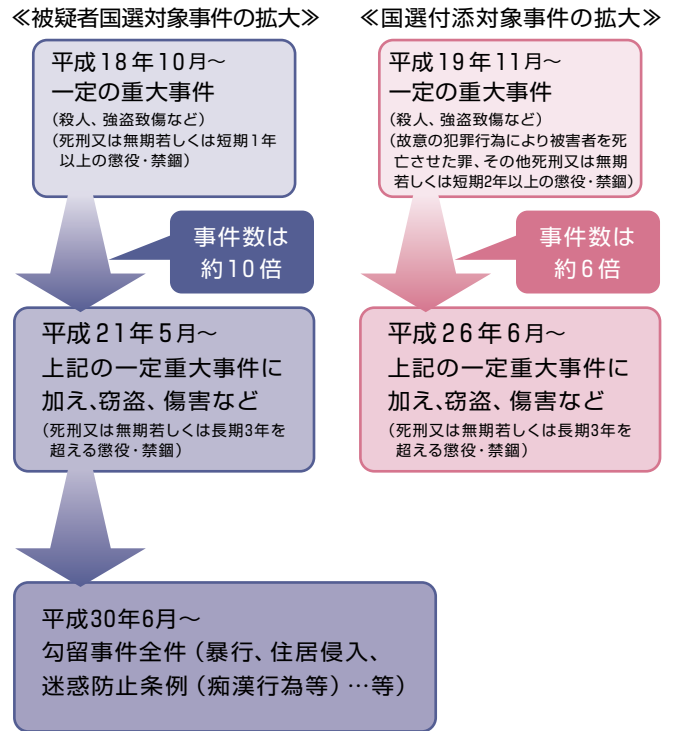 ≪被疑者国選対象事件の拡大≫
平成18年10月～
一定の重大事件
（殺人、強盗致傷など）
（死刑又は無期若しくは短期1年
以上の懲役・禁錮）
事件数は
約10倍
平成21年5月～
上記の一定重大事件に
加え、窃盗、傷害など
（死刑又は無期若しくは長期3年を
超える懲役・禁錮）
平成30年6月～
勾留事件全件（暴行、住居侵入、
迷惑防止条例（痴漢行為等）…等）
≪国選付添対象事件の拡大≫
平成19年11月～
一定の重大事件
（殺人、強盗致傷など）
（故意の犯罪行為により被害者を死
亡させた罪、その他死刑又は無期
若しくは短期2年以上の懲役・禁錮）
事件数は
約6倍
平成26年6月～
上記の一定重大事件に
加え、窃盗、傷害など
（死刑又は無期若しくは長期3年を
超える懲役・禁錮）